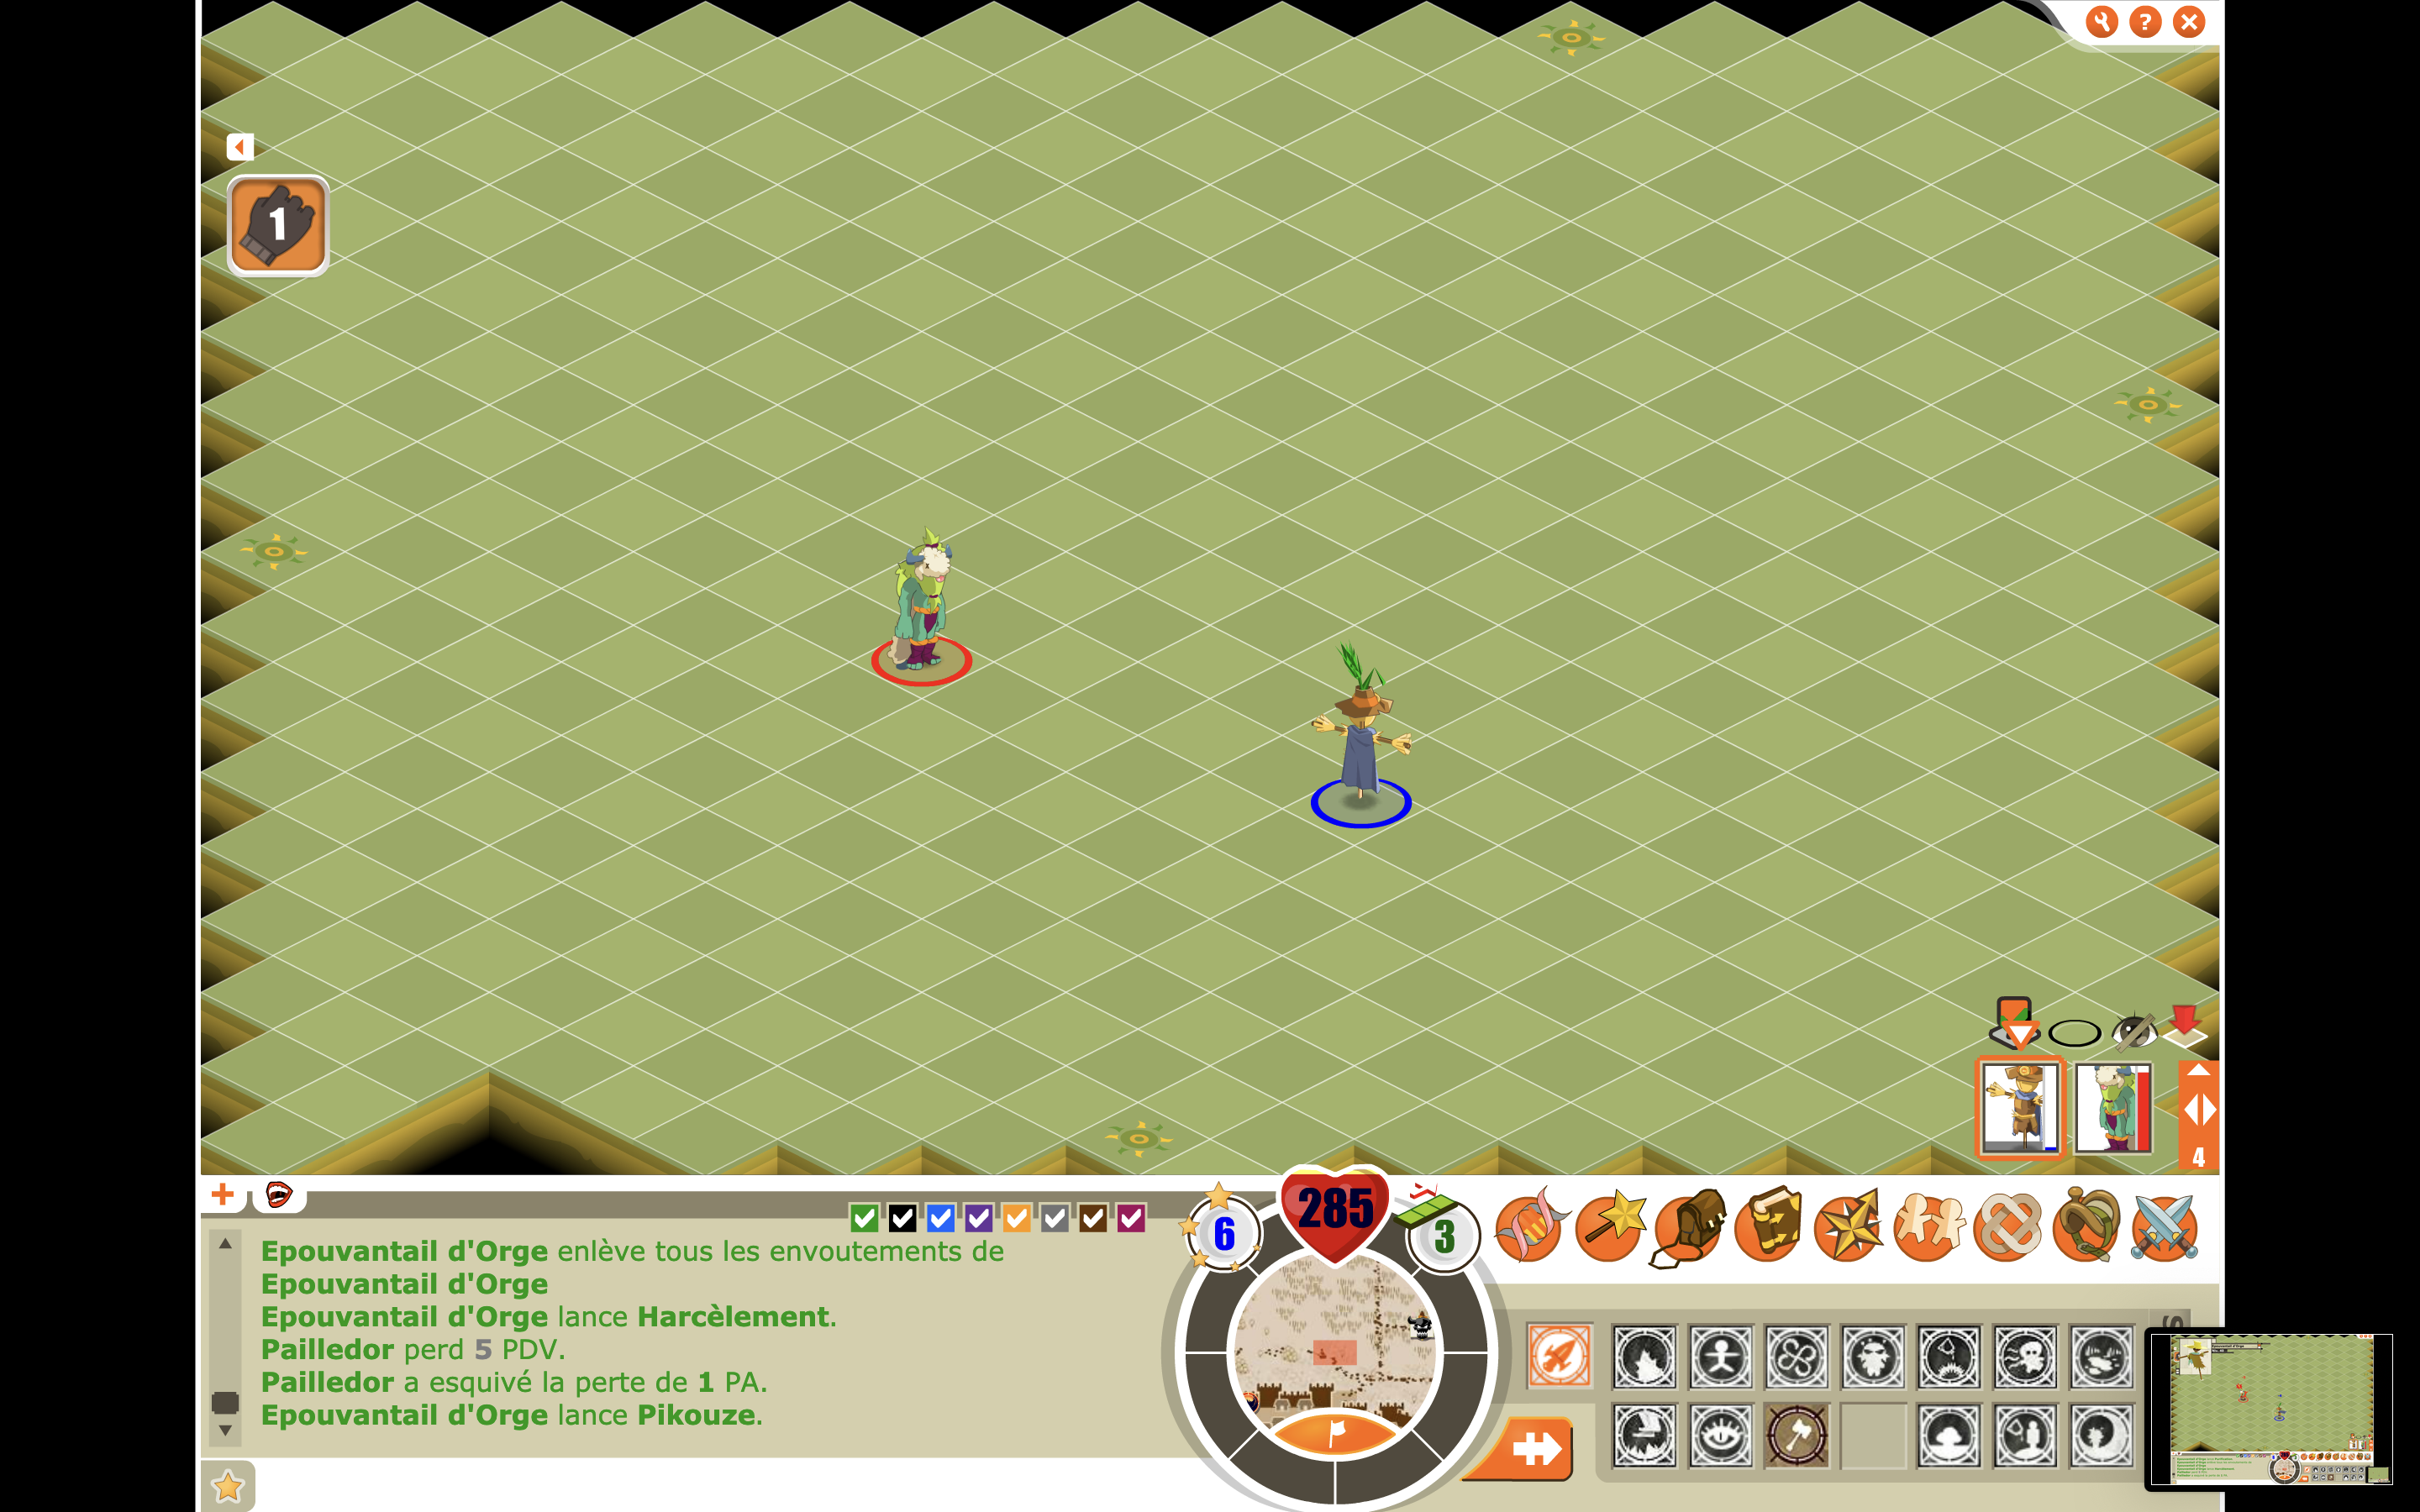 1
?
4
Epouvantail d'Orge enlève tous les envoutements de
Epouvantail d'Orge
Epouvantail d'Orge lance Harcèlement.
Pailledor perd 5 PDV.
Pailledor a esquivé la perte de 1 PA.
Epouvantail d'Orge lance Pikouze.
6
285
3